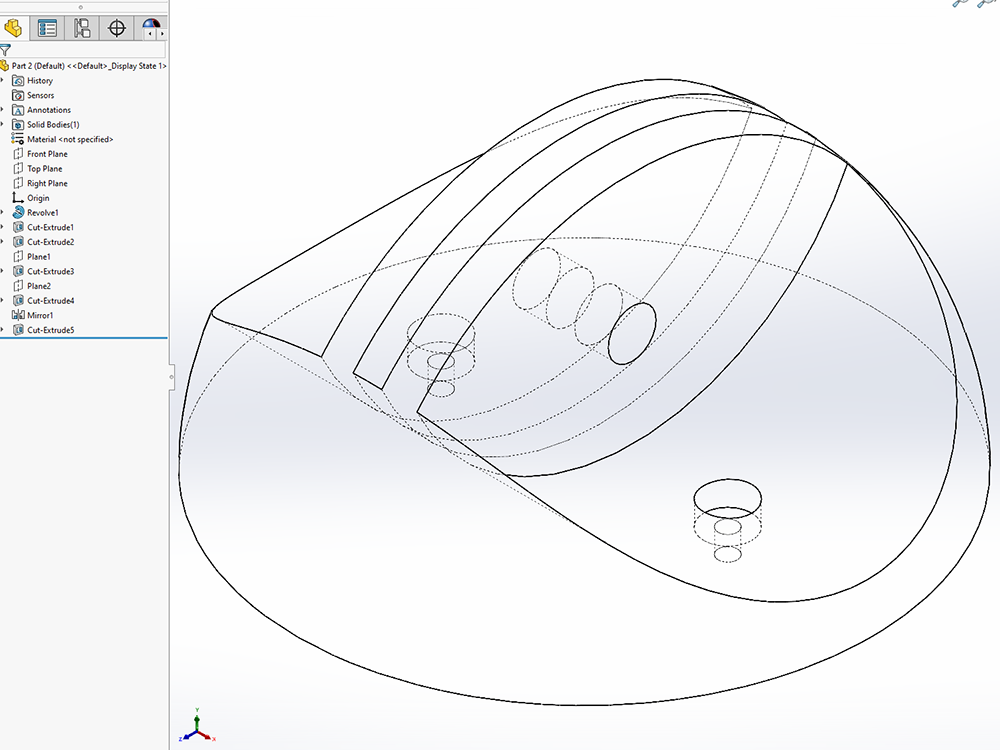 Part 2 (Default) <<Default>_Display State 1>
History
Sensors
Annotations
Solid Bodies(1)
Material <not specified>
Front Plane
Top Plane
Right Plane
Origin
Revolve1
Cut-Extrude1
Cut-Extrude2
Plane1
Cut-Extrude3
Plane2
Cut-Extrude4
Mirror1
Cut-Extrude5
Y
Z X